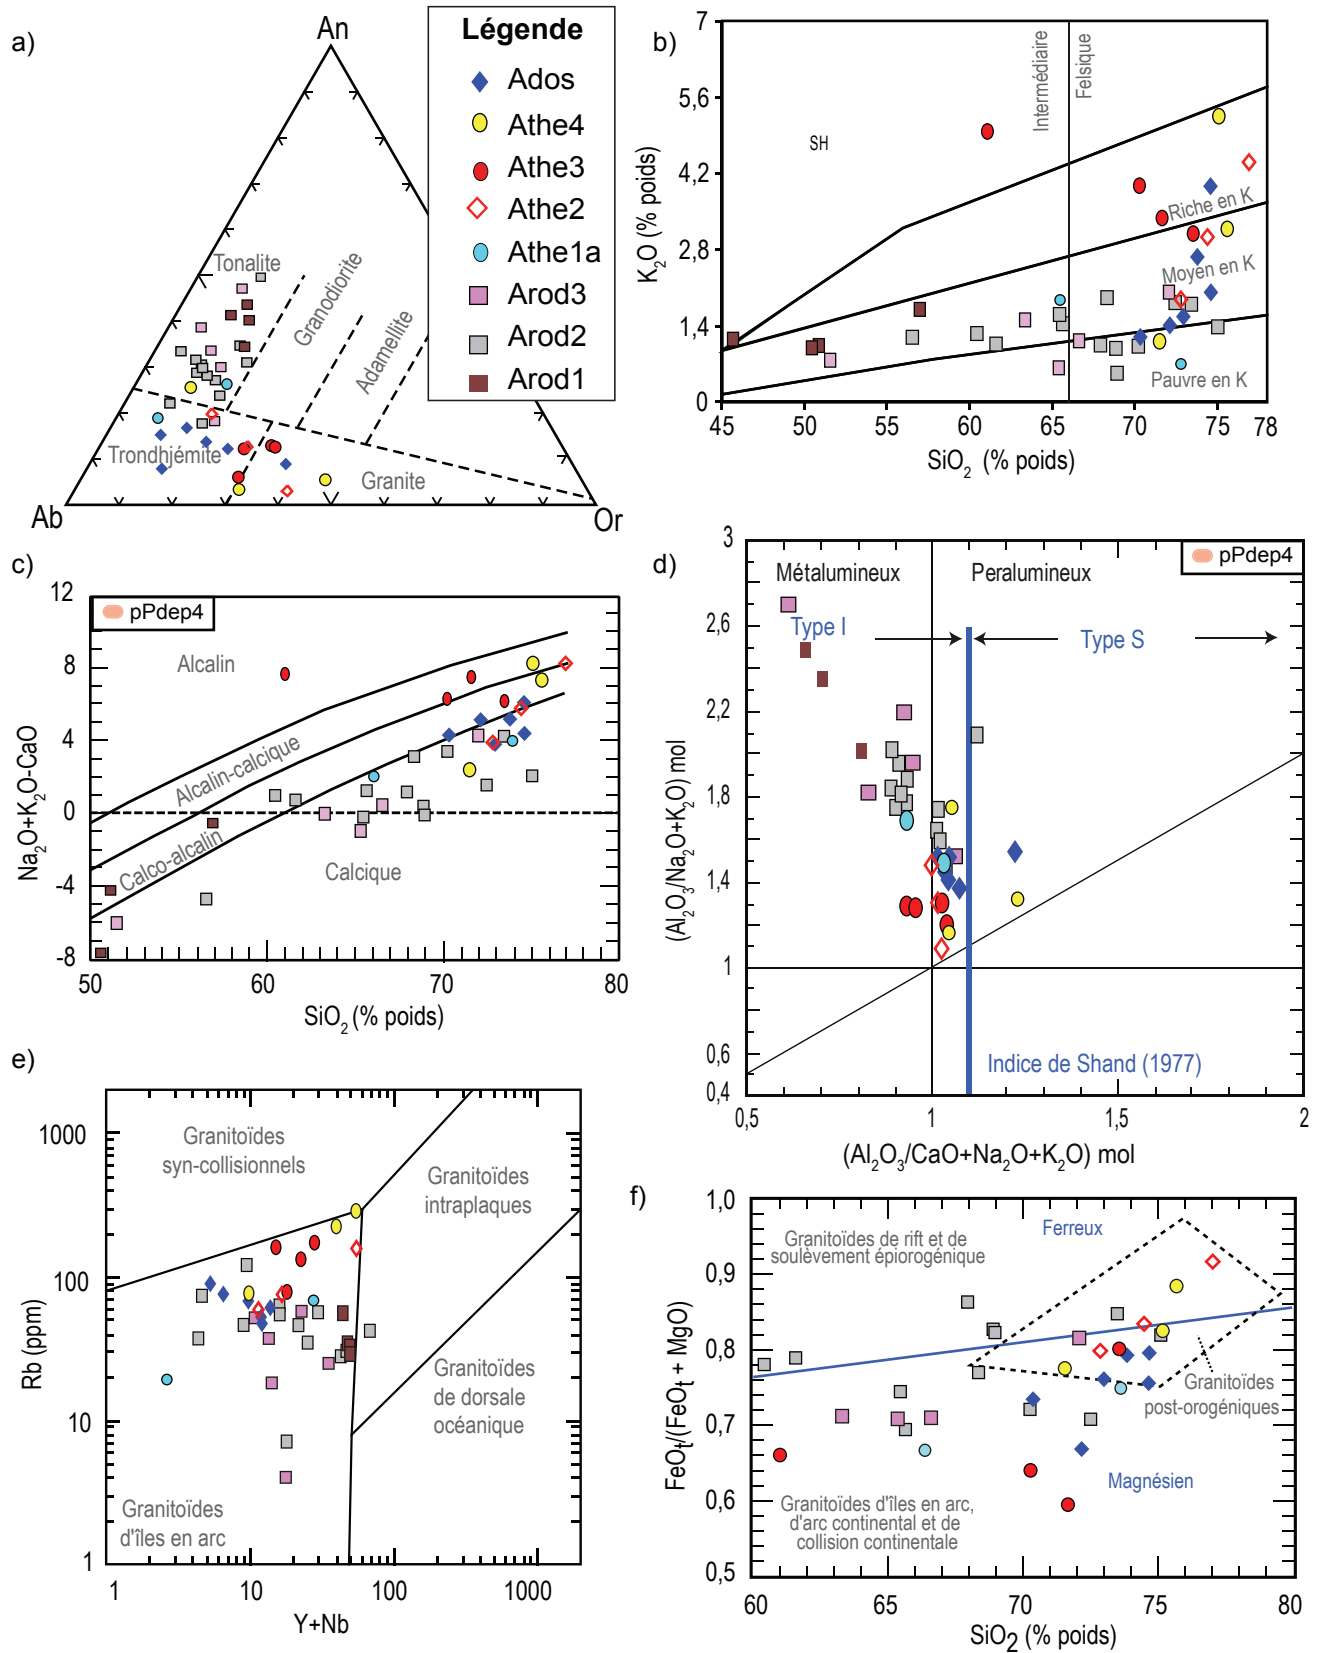 a)
An
Ab
Or
Tonalite
Granodiorite
Adamellite
Trondhjémite
Granite
Légende
Ados
Athe4
Athe3
Athe2
Athe1a
Arod3
Arod2
Arod1
b)
7
5,6
4,2
2,8
1,4
0
K2O (% poids)
SH
Intermédiaire
Felsique
Riche en K
Moyen en K
Pauvre en K
45
50
55
60
65
70
75
78
SiO2 (% poids)
c)
12
8
4
0
-4
-8
Na2O+K2O-CaO
pPdep4
Alcalin
Alcalin-calcique
Calco-alcalin
Calcique
50
60
70
80
SiO2 (% poids)
d)
3
2,6
2,2
1,8
1,4
1
0,6
0,4
(Al2O3/Na2O+K2O) mol
pPdep4
Métalumineux
Peralumineux
Type I
Type S
Indice de Shand (1977)
0,5
1
1,5
2
(Al2O3/CaO+Na2O+K2O) mol
e)
1000
100
10
1
Rb (ppm)
Granitoïdes
syn-collisionnels
Granitoïdes
intraplaques
Granitoïdes
de dorsale
océanique
Granitoïdes
d'îles en arc
1
10
100
1000
Y+Nb
f)
1,0
0,9
0,8
0,7
0,6
0,5
FeOt/(FeOt + MgO)
Granitoïdes de rift et de
soulèvement épiorogénique
Ferreux
Granitoïdes
post-orogéniques
Magnésien
Granitoïdes d'îles en arc,
d'arc continental et de
collision continentale
60
65
70
75
80
SiO2 (% poids)